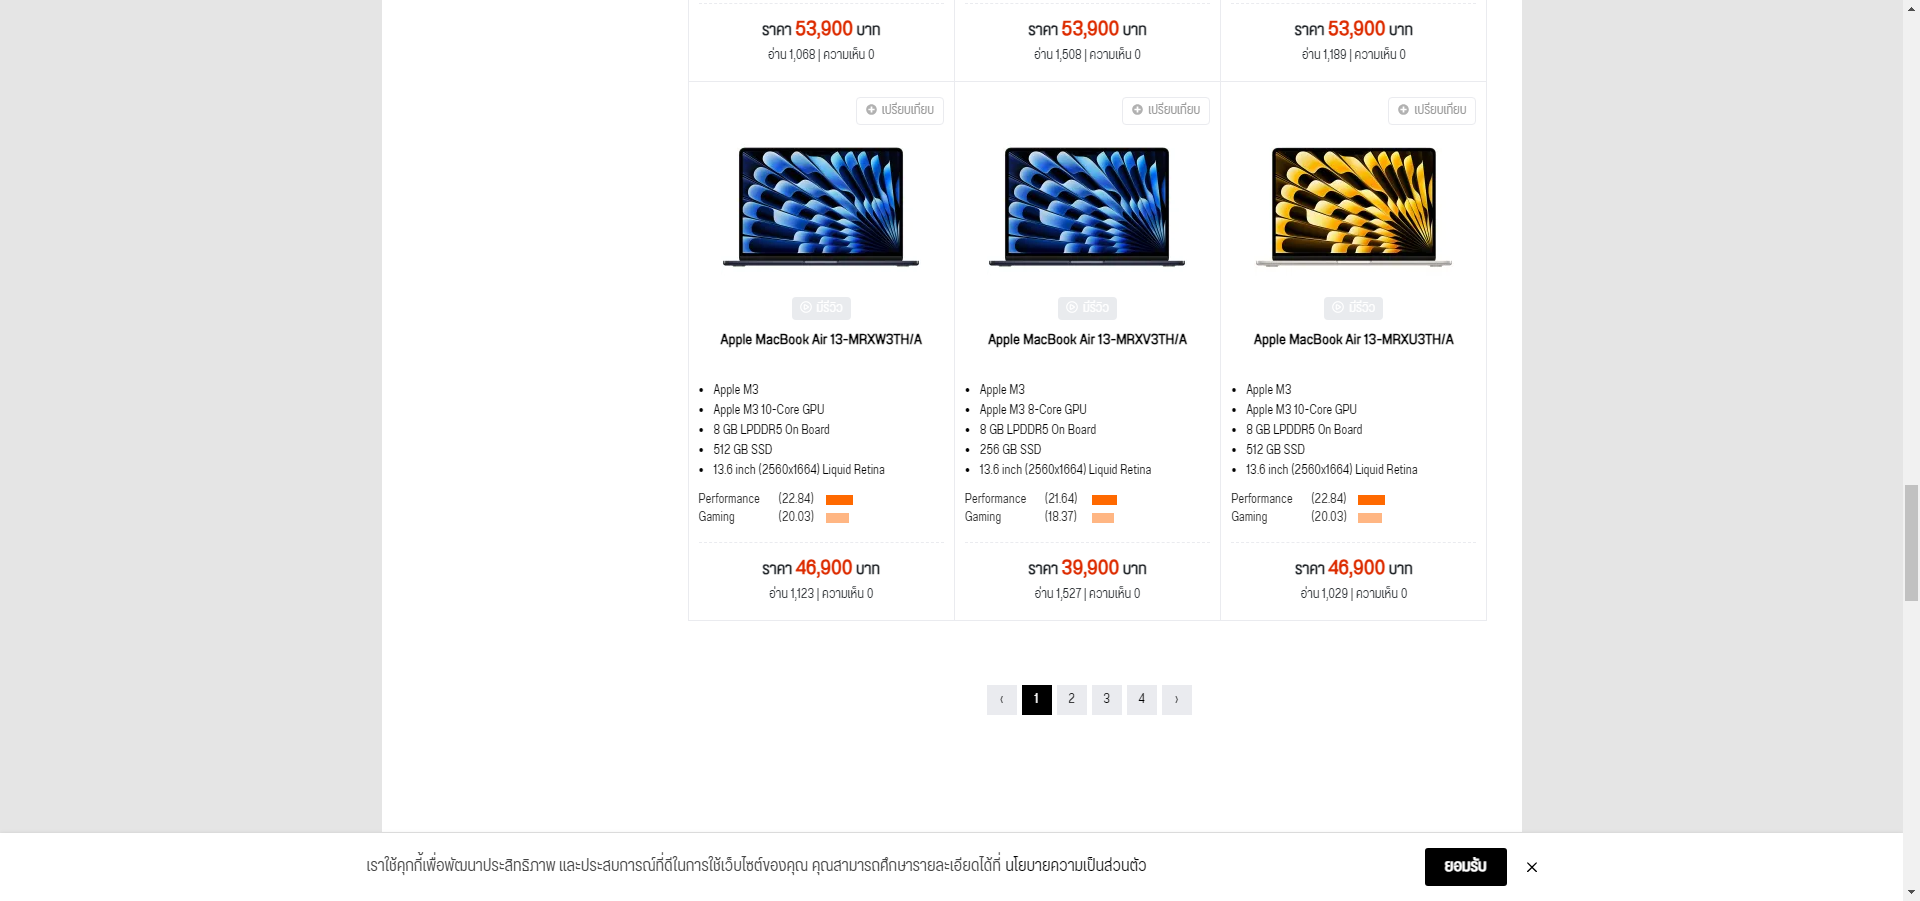 ราคา 53,900 บาท
อ่าน 1,068 | ความเห็น 0
ราคา 53,900 บาท
อ่าน 1,508 | ความเห็น 0
ราคา 53,900 บาท
อ่าน 1,189 | ความเห็น 0
เปรียบเทียบ
มีรีวิว
Apple MacBook Air 13-MRXW3TH/A
• Apple M3
• Apple M3 10-Core GPU
• 8 GB LPDDR5 On Board
• 512 GB SSD
• 13.6 inch (2560x1664) Liquid Retina
Performance (22.84)
Gaming (20.03)
ราคา 46,900 บาท
อ่าน 1,123 | ความเห็น 0
เปรียบเทียบ
มีรีวิว
Apple MacBook Air 13-MRXV3TH/A
• Apple M3
• Apple M3 8-Core GPU
• 8 GB LPDDR5 On Board
• 256 GB SSD
• 13.6 inch (2560x1664) Liquid Retina
Performance (21.64)
Gaming (18.37)
ราคา 39,900 บาท
อ่าน 1,527 | ความเห็น 0
เปรียบเทียบ
มีรีวิว
Apple MacBook Air 13-MRXU3TH/A
• Apple M3
• Apple M3 10-Core GPU
• 8 GB LPDDR5 On Board
• 512 GB SSD
• 13.6 inch (2560x1664) Liquid Retina
Performance (22.84)
Gaming (20.03)
ราคา 46,900 บาท
อ่าน 1,029 | ความเห็น 0
‹ 1 2 3 4 ›
เราใช้คุกกี้เพื่อพัฒนาประสิทธิภาพ และประสบการณ์ที่ดีในการใช้เว็บไซต์ของคุณ คุณสามารถศึกษารายละเอียดได้ที่ นโยบายความเป็นส่วนตัว
ยอมรับ